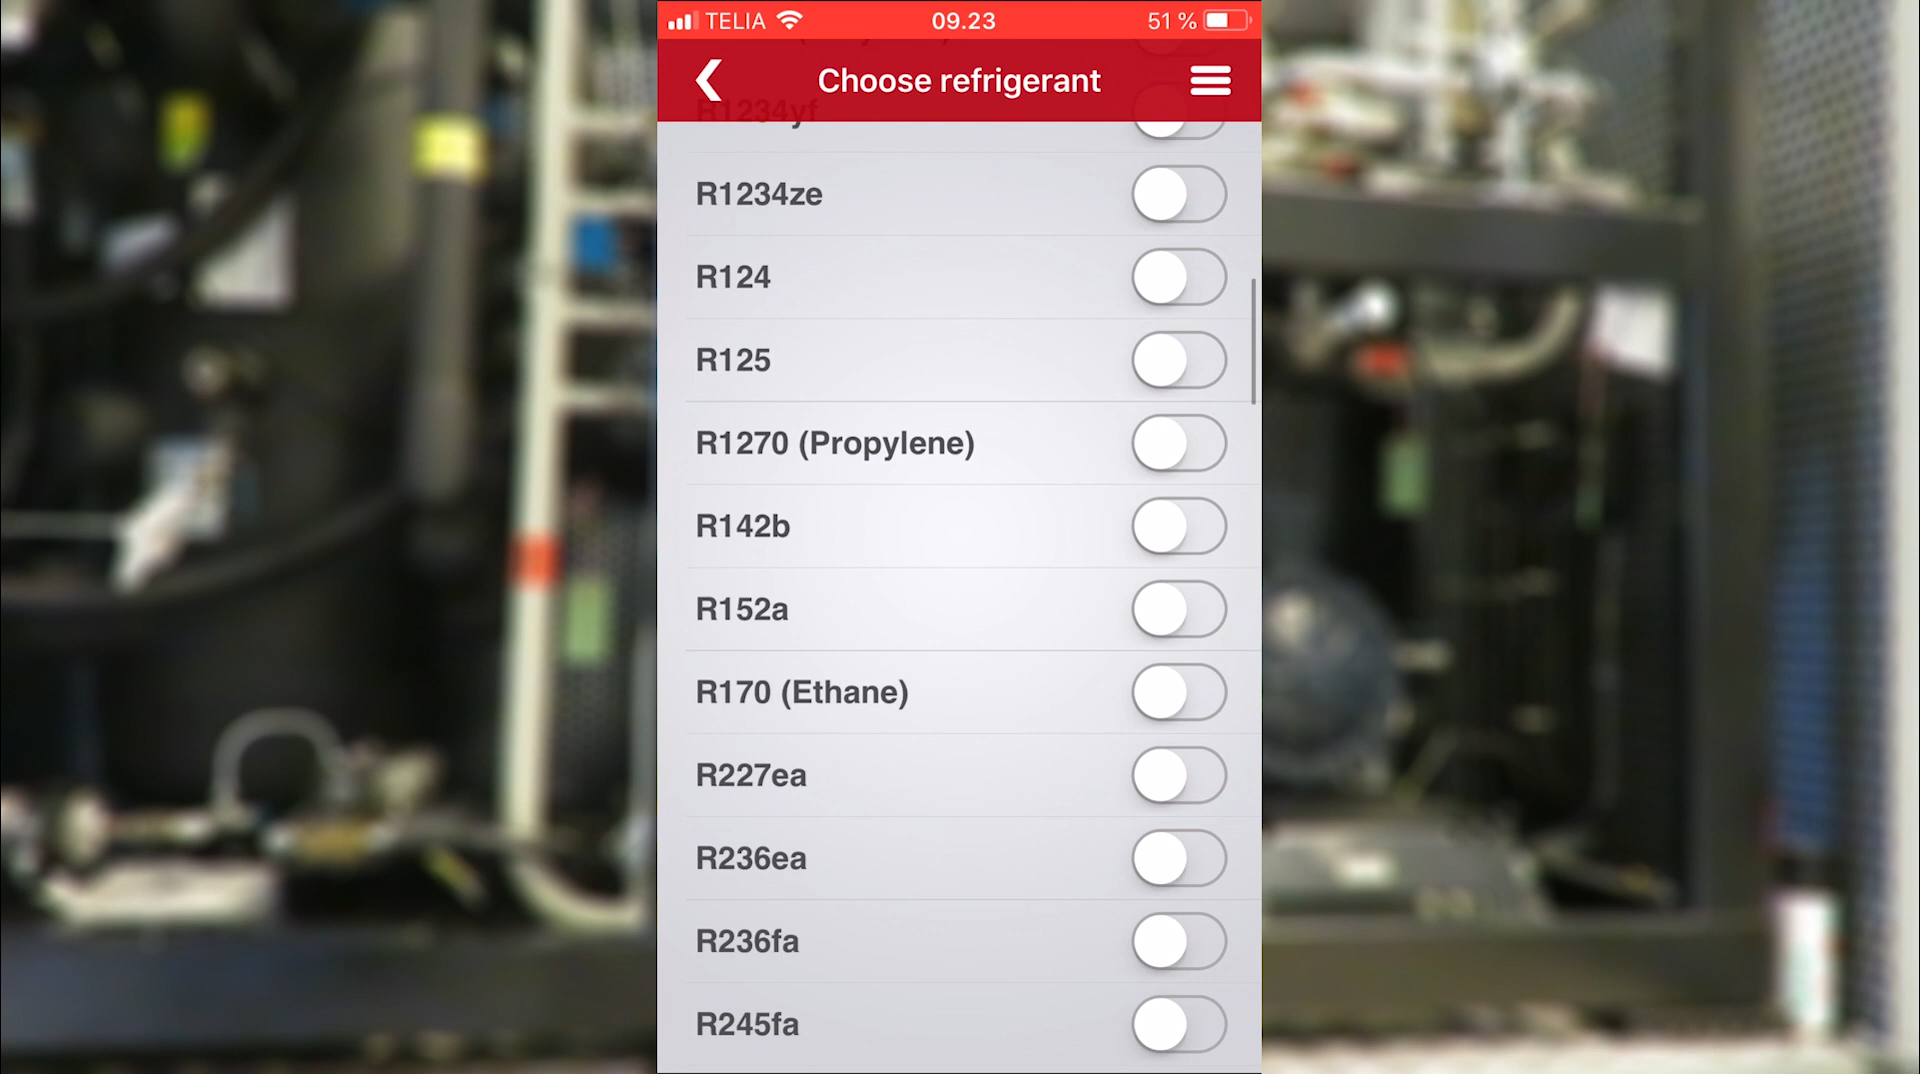 TELIA 09.23 51 %
Choose refrigerant
R1234yf
R1234ze
R124
R125
R1270 (Propylene)
R142b
R152a
R170 (Ethane)
R227ea
R236ea
R236fa
R245fa